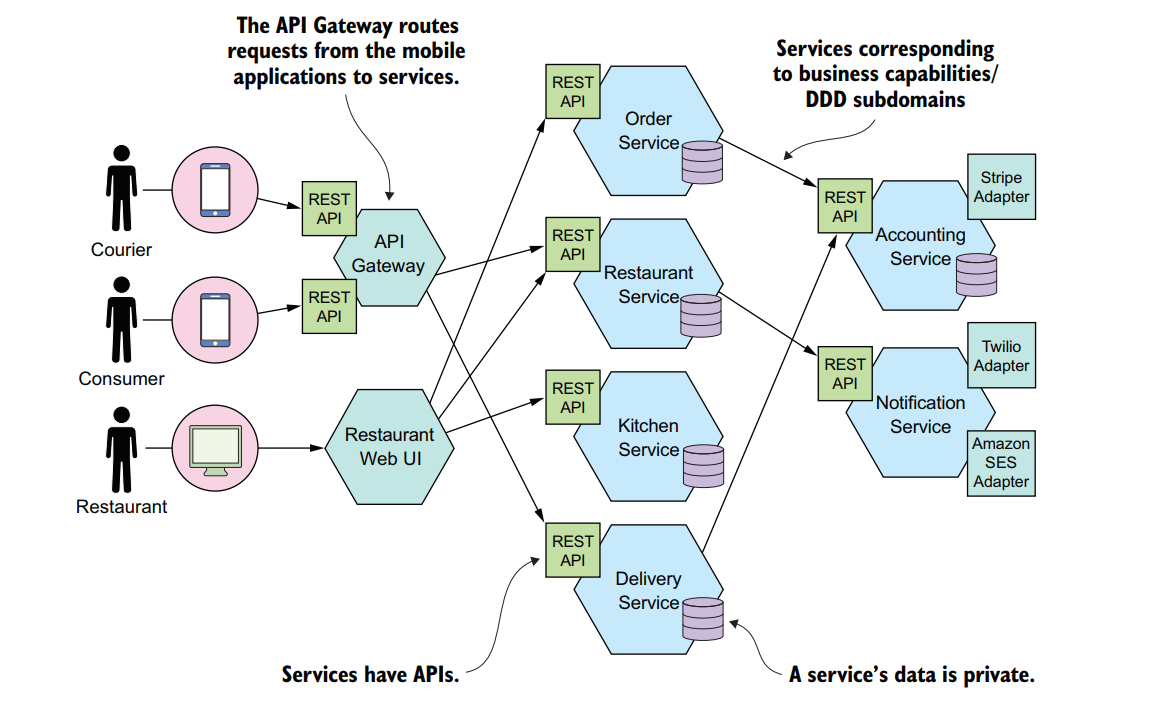 The API Gateway routes
requests from the mobile
applications to services.
Services corresponding
to business capabilities/
DDD subdomains
REST
API
Order
Service
Stripe
Adapter
REST
API
Courier
API
Gateway
REST
API
Accounting
Service
REST
API
Restaurant
Service
REST
API
Consumer
Twilio
Adapter
REST
API
Notification
Service
REST
API
Kitchen
Service
Restaurant
Web UI
Amazon
SES
Adapter
Restaurant
REST
API
Delivery
Service
Services have APIs.
A service's data is private.